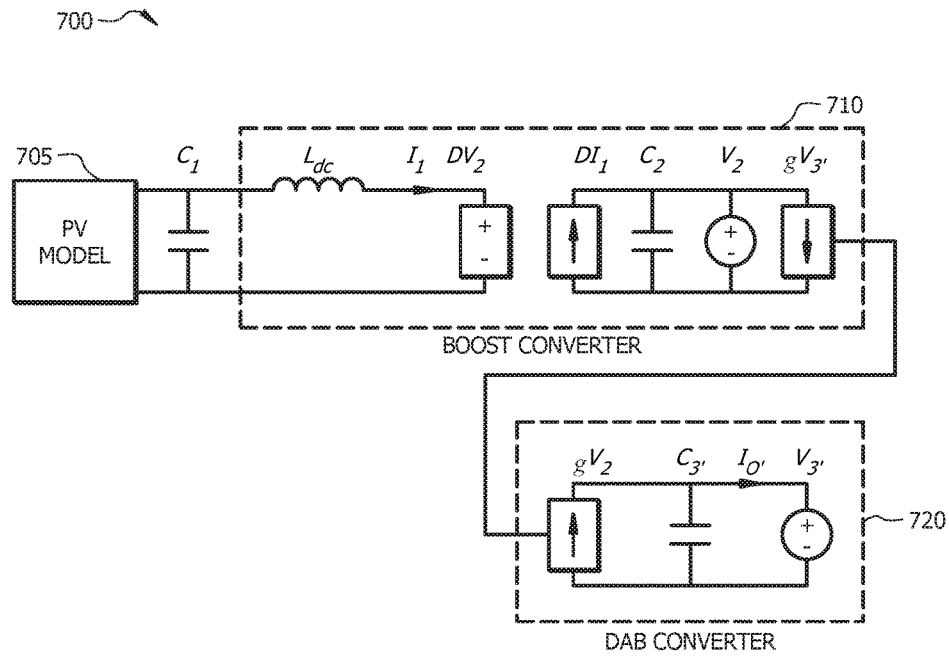 700
710
705
C1 Ldc I1 DV2 DI1 C2 V2 gV3'
PV
MODEL
+
-
+
-
BOOST CONVERTER
gV2 C3' IO' V3'
+
-
720
DAB CONVERTER